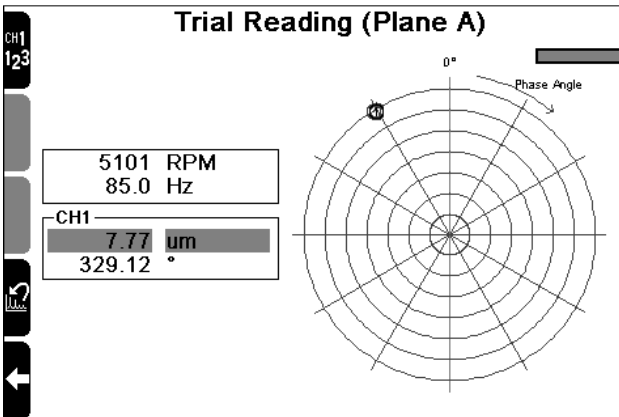 Trial Reading (Plane A)
CH1
123
0°
Phase Angle
5101 RPM
85.0 Hz
CH1
7.77 um
329.12 °